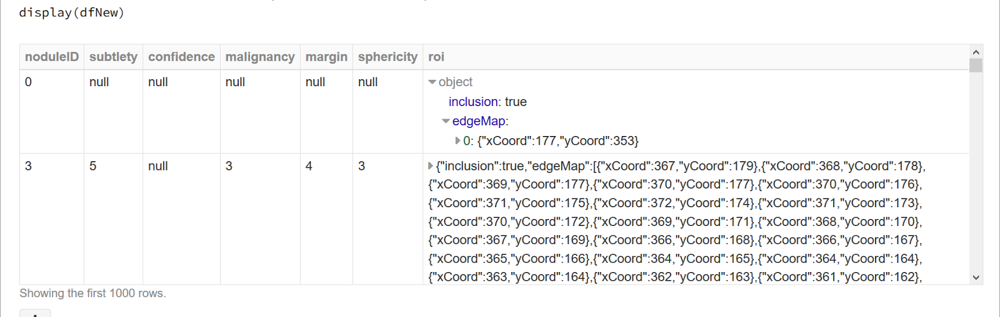 display(dfNew)
noduleID subtlety confidence malignancy margin sphericity roi
0 null null null null null object
inclusion: true
edgeMap:
0: {"xCoord":177,"yCoord":353}
3 5 null 3 4 3 {"inclusion":true,"edgeMap":[{"xCoord":367,"yCoord":179},{"xCoord":368,"yCoord":178},
{"xCoord":369,"yCoord":177},{"xCoord":370,"yCoord":177},{"xCoord":370,"yCoord":176},
{"xCoord":371,"yCoord":175},{"xCoord":372,"yCoord":174},{"xCoord":371,"yCoord":173},
{"xCoord":370,"yCoord":172},{"xCoord":369,"yCoord":171},{"xCoord":368,"yCoord":170},
{"xCoord":367,"yCoord":169},{"xCoord":366,"yCoord":168},{"xCoord":366,"yCoord":167},
{"xCoord":365,"yCoord":166},{"xCoord":364,"yCoord":165},{"xCoord":364,"yCoord":164},
{"xCoord":363,"yCoord":164},{"xCoord":362,"yCoord":163},{"xCoord":361,"yCoord":162},
Showing the first 1000 rows.